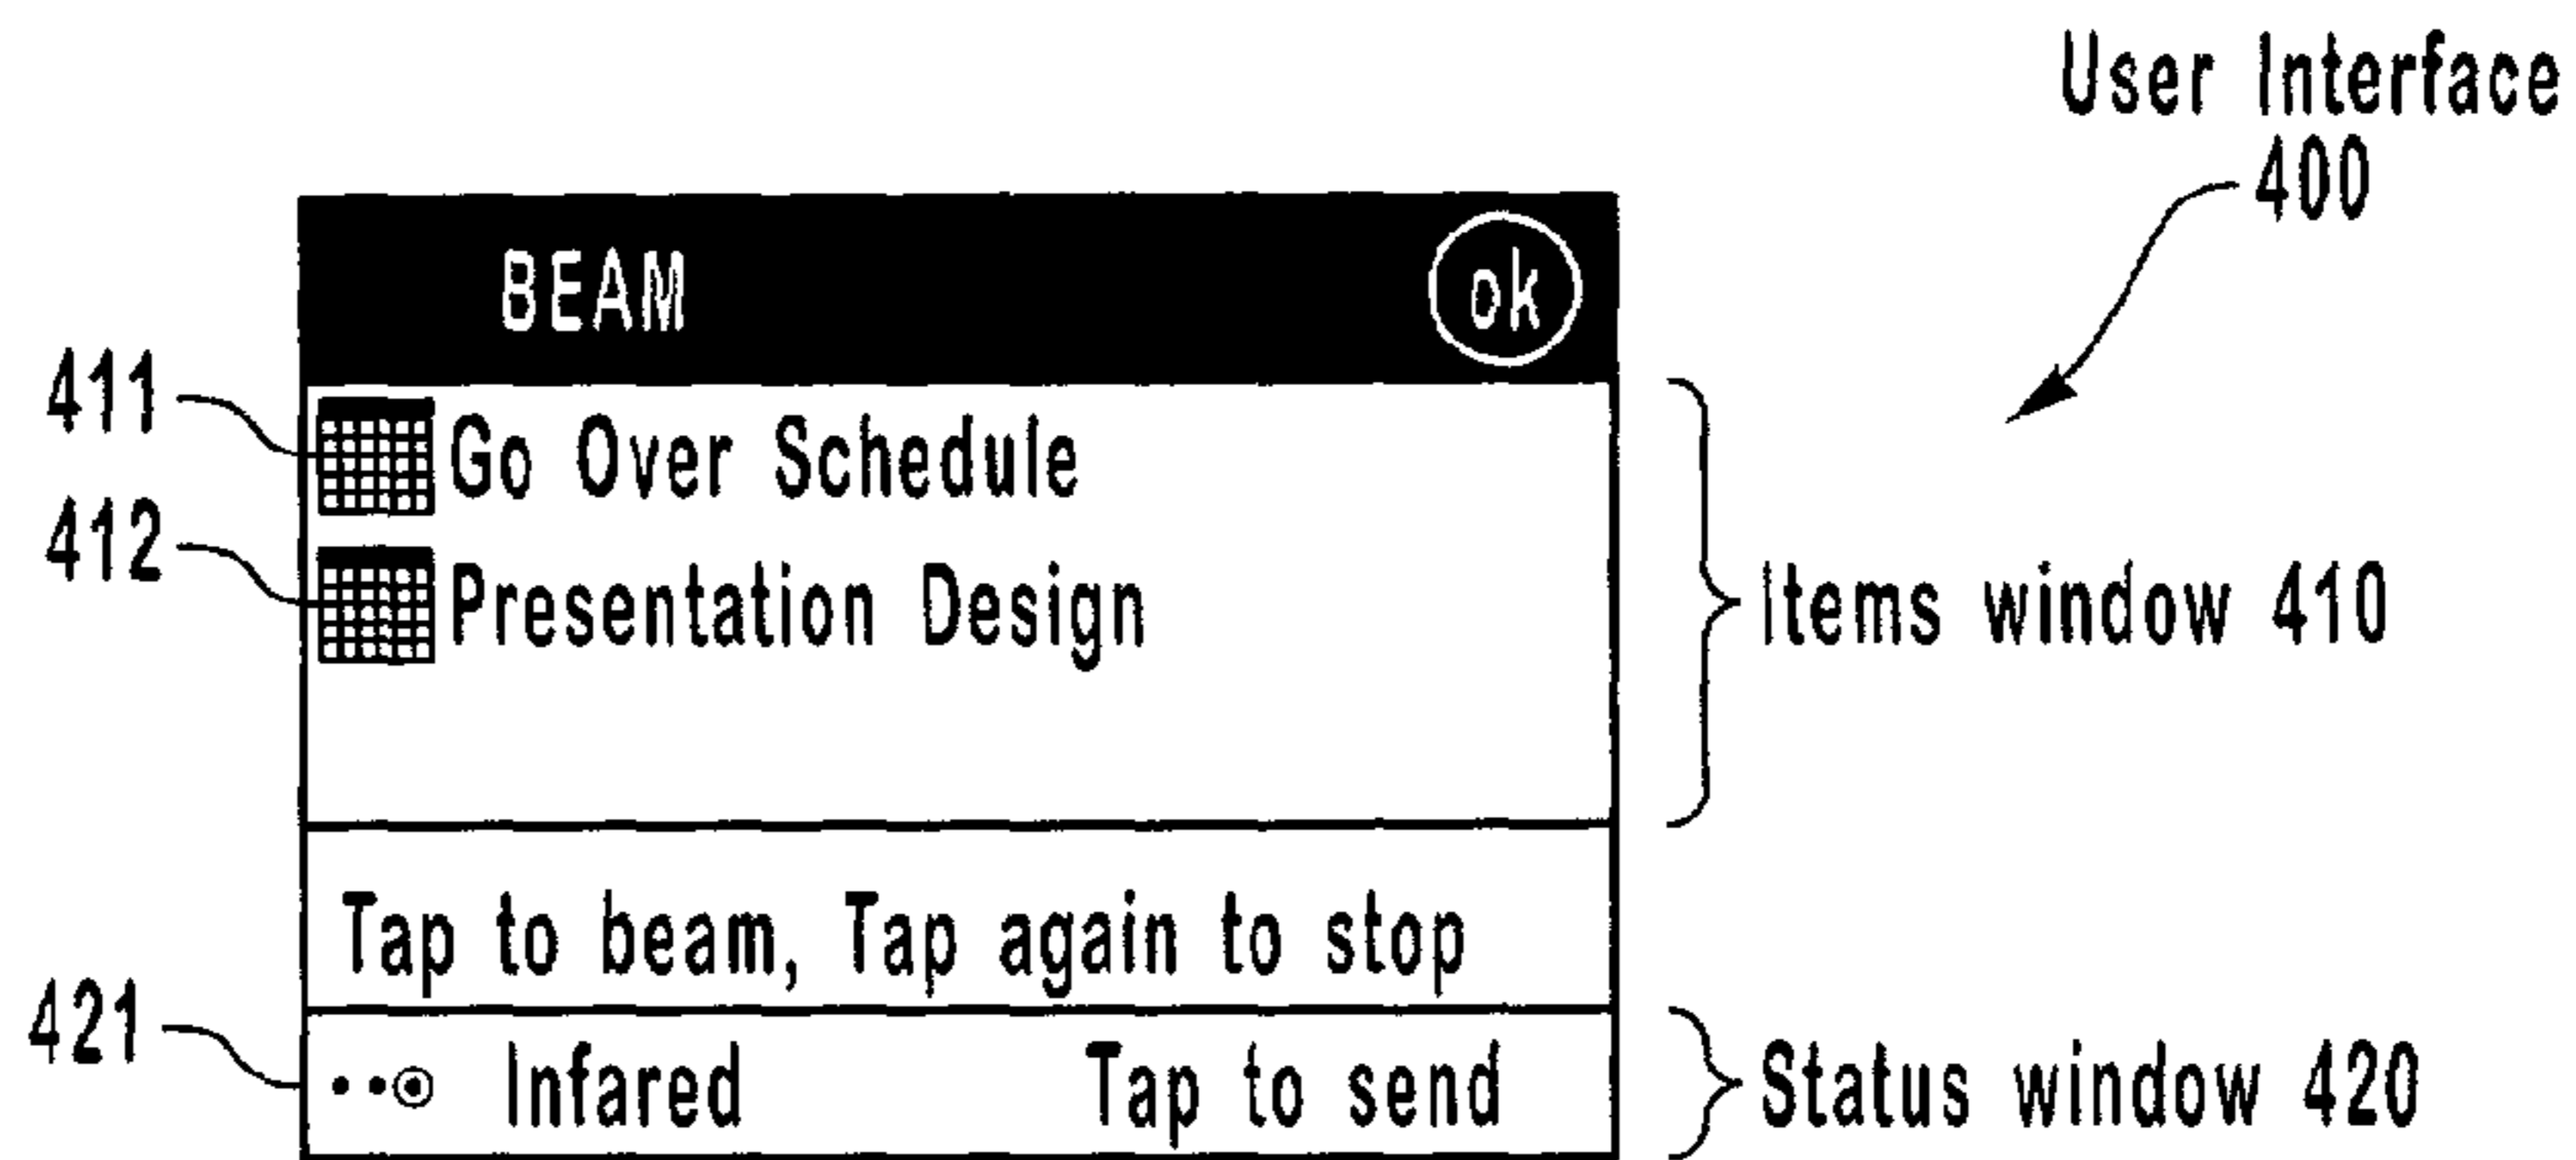 User Interface
400
BEAM ok
411
Go Over Schedule
412
Presentation Design
Items window 410
Tap to beam, Tap again to stop
421
Infared Tap to send
Status window 420